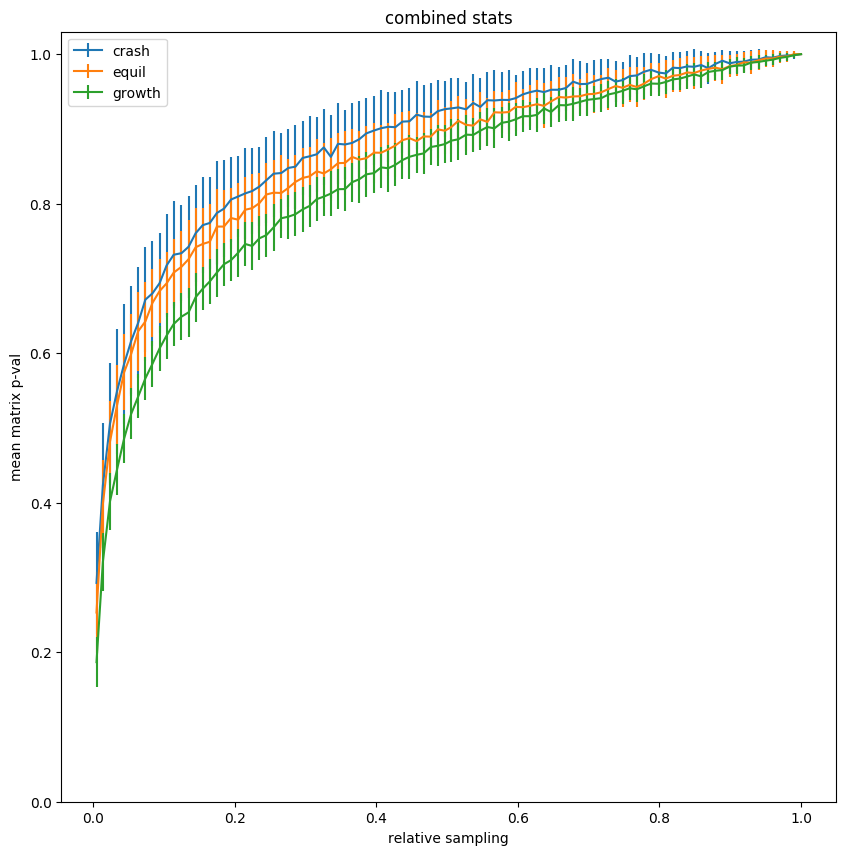 combined stats
crash
equil
growth
mean matrix p-val
1.0
0.8
0.6
0.4
0.2
0.0
0.0 0.2 0.4 0.6 0.8 1.0
relative sampling